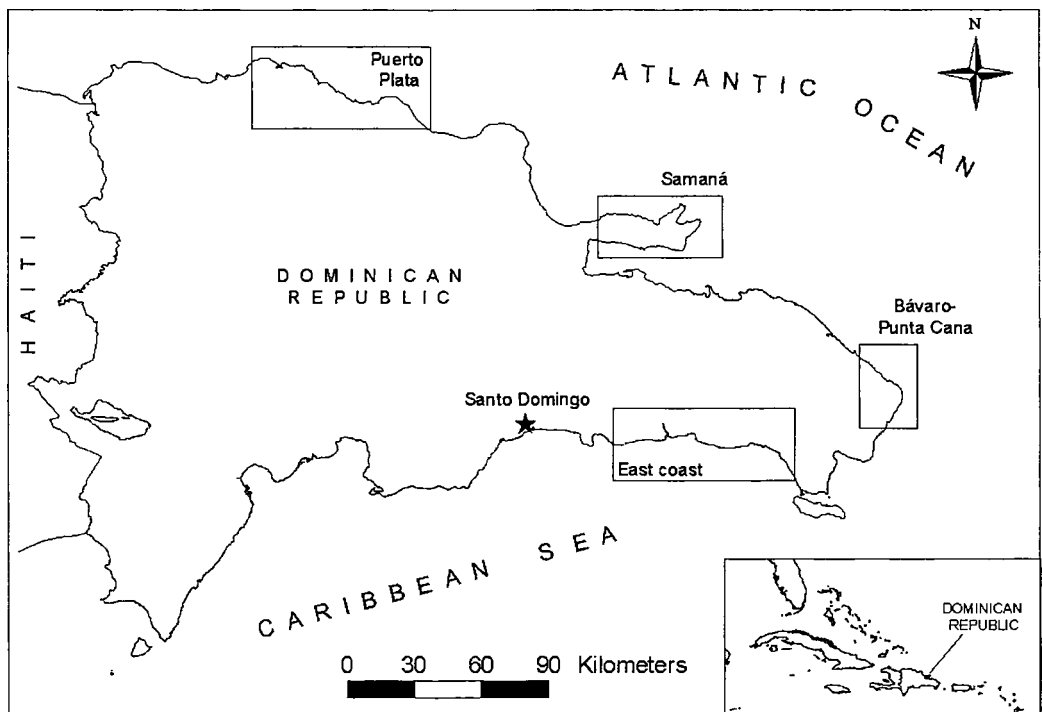 Puerto
Plata
N
ATLANTIC OCEAN
Samaná
HAITI
DOMINICAN
REPUBLIC
Bávaro-
Punta Cana
Santo Domingo
East coast
CARIBBEAN SEA
DOMINICAN
REPUBLIC
0 30 60 90 Kilometers